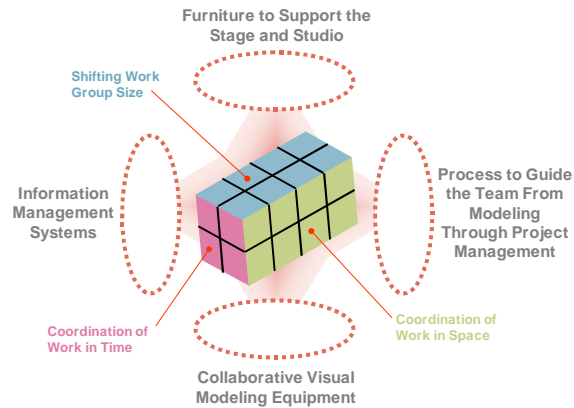 Furniture to Support the
Stage and Studio
Shifting Work
Group Size
Information
Management
Systems
Process to Guide
the Team From
Modeling
Through Project
Management
Coordination of
Work in Time
Coordination of
Work in Space
Collaborative Visual
Modeling Equipment